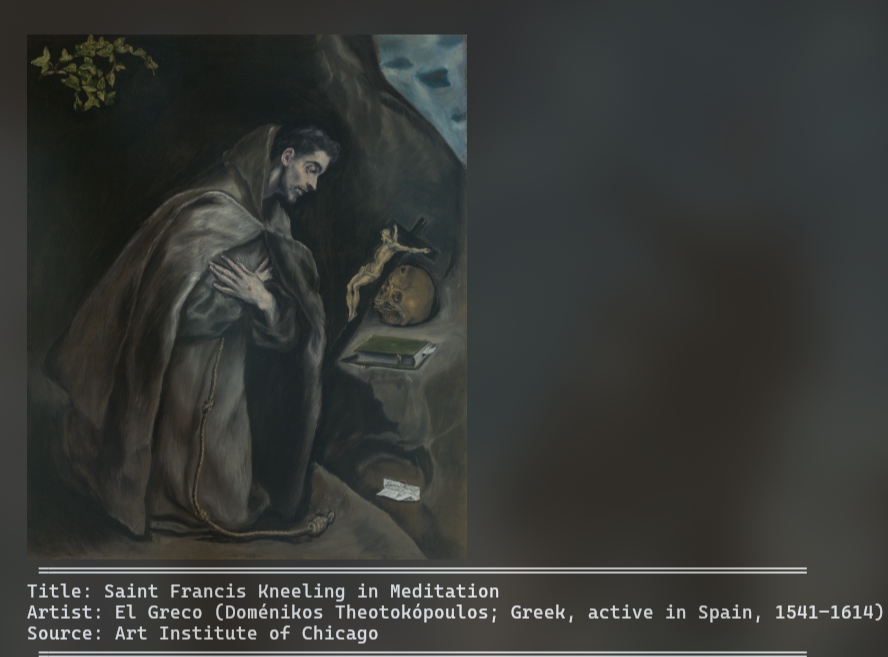 Title: Saint Francis Kneeling in Meditation
Artist: El Greco (Doménikos Theotokópoulos; Greek, active in Spain, 1541–1614)
Source: Art Institute of Chicago